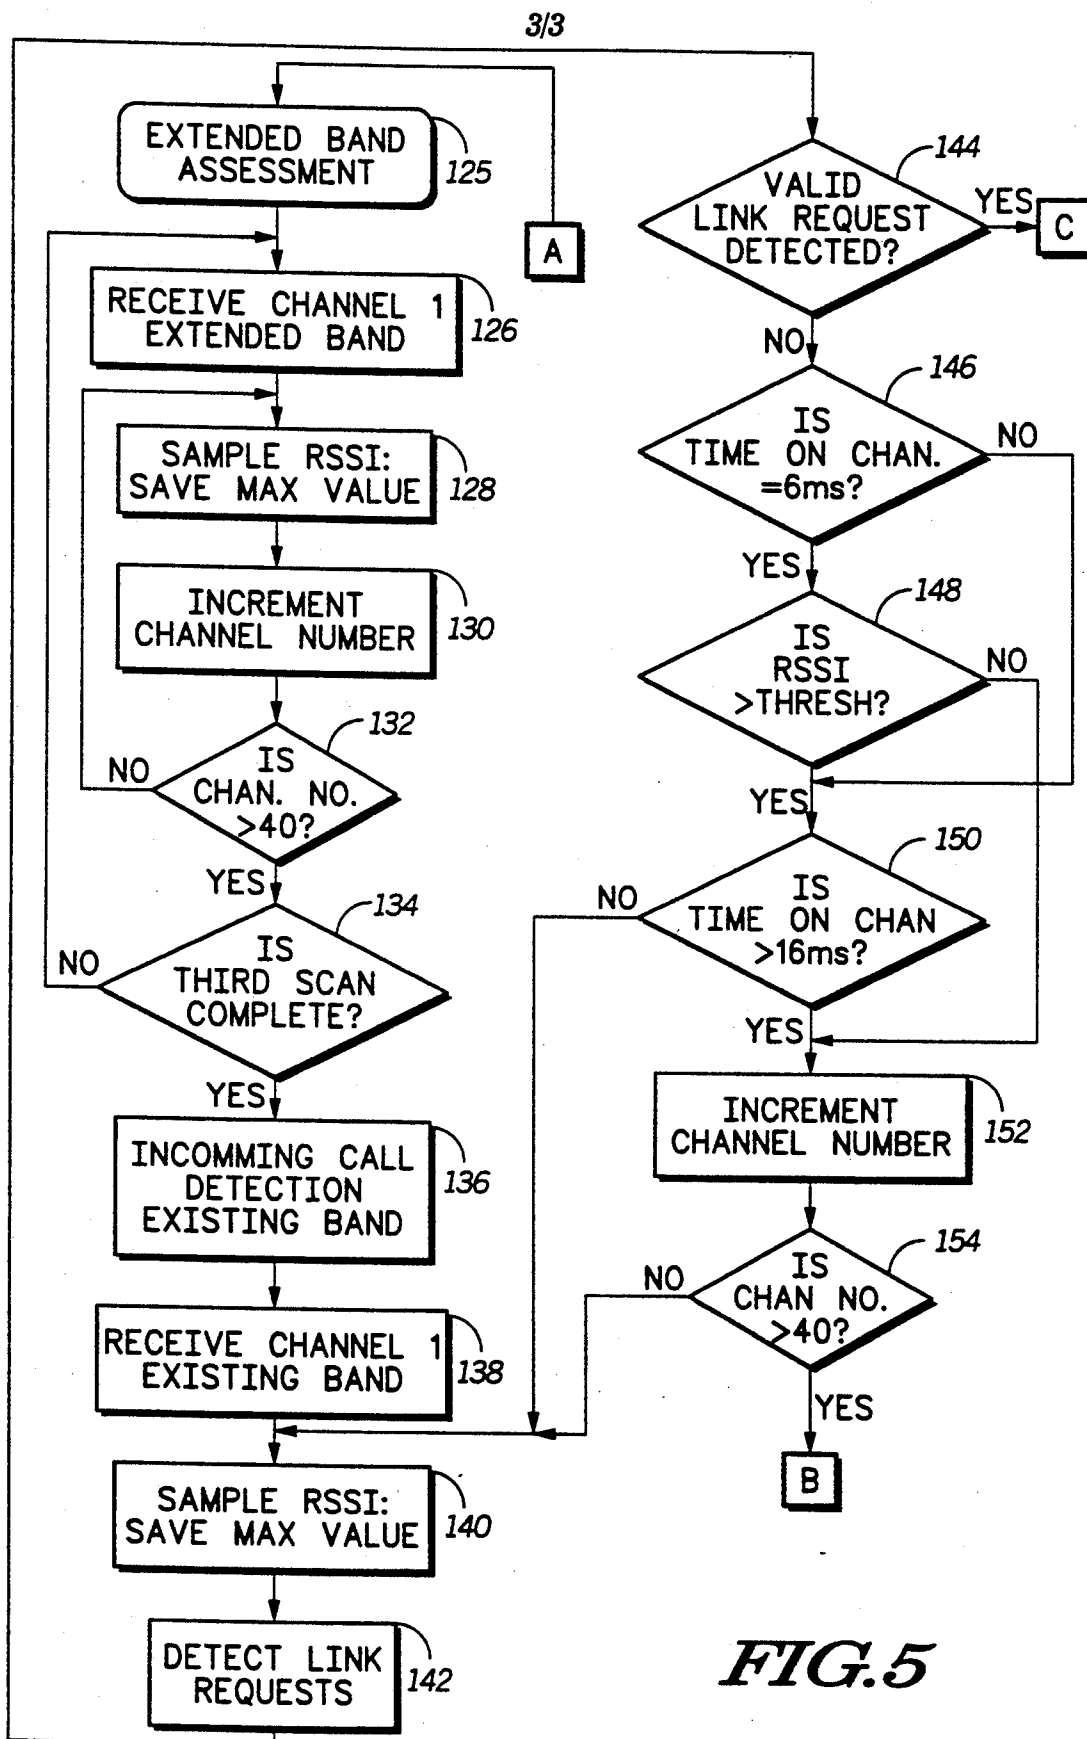 3/3
EXTENDED BAND
ASSESSMENT
125
A
RECEIVE CHANNEL 1
EXTENDED BAND
126
SAMPLE RSSI:
SAVE MAX VALUE
128
INCREMENT
CHANNEL NUMBER
130
IS
CHAN. NO.
>40?
132
NO
YES
IS
THIRD SCAN
COMPLETE?
134
NO
YES
INCOMMING CALL
DETECTION
EXISTING BAND
136
RECEIVE CHANNEL 1
EXISTING BAND
138
SAMPLE RSSI:
SAVE MAX VALUE
140
DETECT LINK
REQUESTS
142
VALID
LINK REQUEST
DETECTED?
144
YES
C
NO
IS
TIME ON CHAN.
=6ms?
146
NO
YES
IS
RSSI
>THRESH?
148
NO
YES
IS
TIME ON CHAN
>16ms?
150
NO
YES
INCREMENT
CHANNEL NUMBER
152
IS
CHAN NO.
>40?
154
NO
YES
B
FIG.5